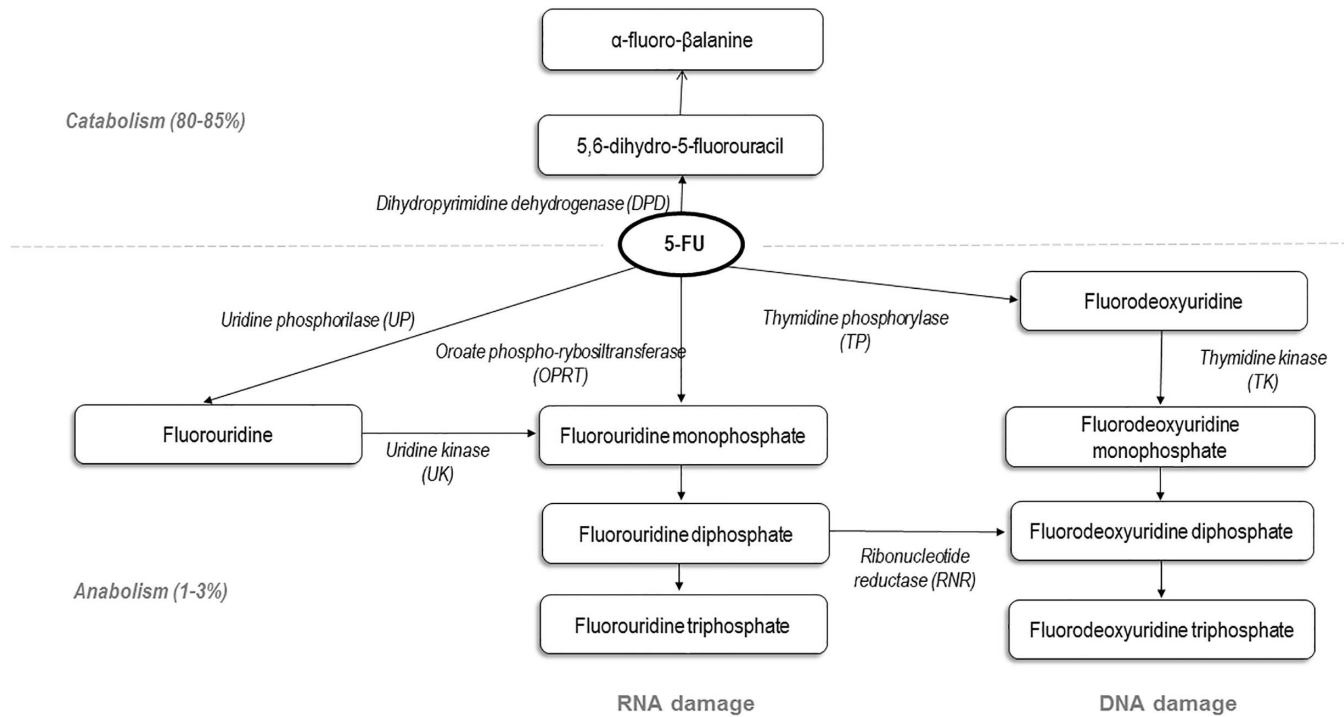 α-fluoro-βalanine
Catabolism (80-85%)
5,6-dihydro-5-fluorouracil
Dihydropyrimidine dehydrogenase (DPD)
5-FU
Fluorodeoxyuridine
Uridine phosphorilase (UP)
Thymidine phosphorylase
(TP)
Oroate phospho-rybosiltransferase
(OPRT)
Thymidine kinase
(TK)
Fluorouridine
Uridine kinase
(UK)
Fluorouridine monophosphate
Fluorodeoxyuridine
monophosphate
Fluorouridine diphosphate
Ribonucleotide
reductase (RNR)
Fluorodeoxyuridine diphosphate
Anabolism (1-3%)
Fluorouridine triphosphate
Fluorodeoxyuridine triphosphate
RNA damage
DNA damage